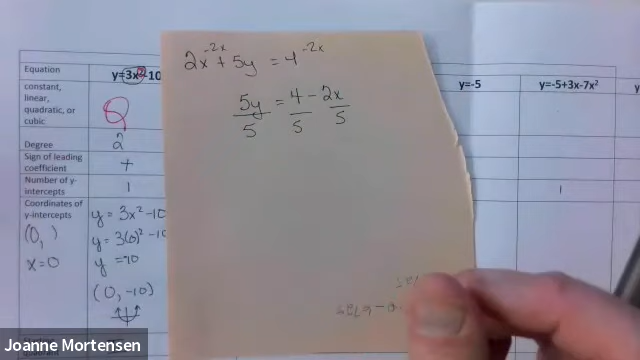 2x^-2x + 5y = 4^-2x
5y/5 = 4/5 - 2x/5
Equation
y=3x²-10
y=-5
y=-5+3x-7x²
constant, linear, quadratic, or cubic
Q
Degree
2
Sign of leading coefficient
+
Number of y-intercepts
1
1
Coordinates of y-intercepts
(0, )
x=0
y = 3x²-10
y = 3(0)²-10
y = -10
(0, -10)
Joanne Mortensen